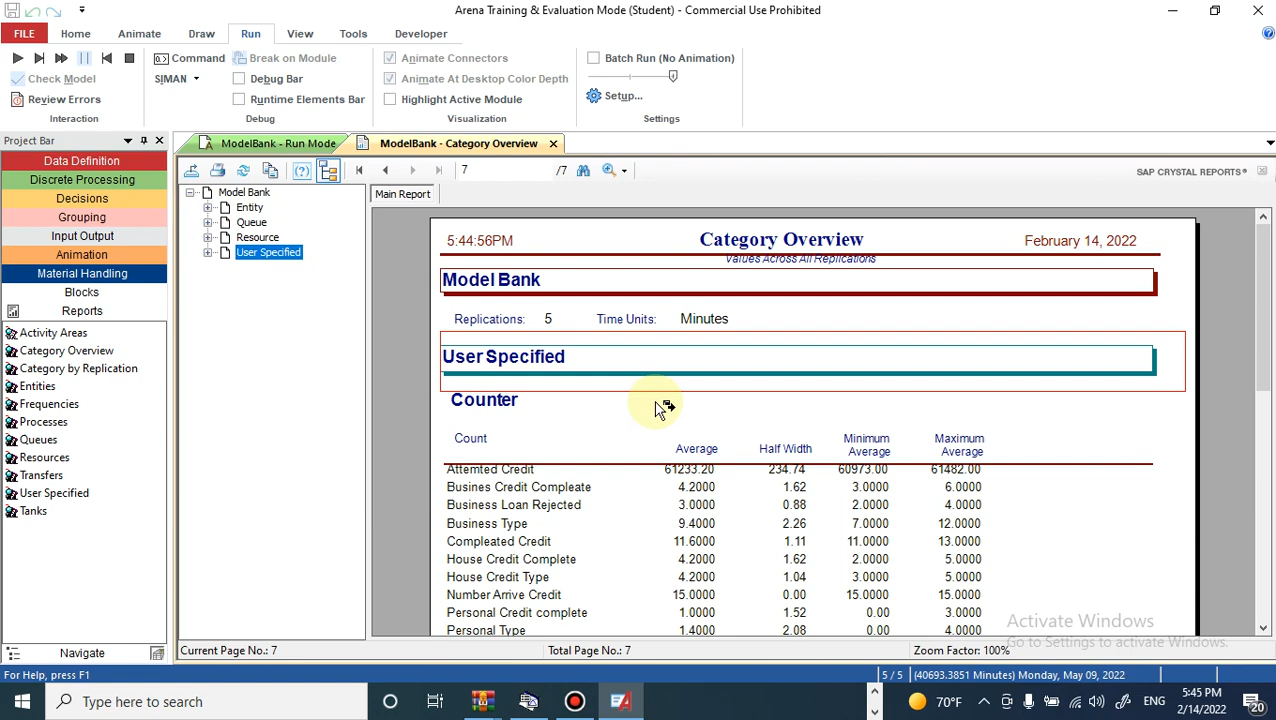 Arena Training & Evaluation Mode (Student) - Commercial Use Prohibited
FILE Home Animate Draw Run View Tools Developer
Command Break on Module Animate Connectors Batch Run (No Animation)
Check Model SIMAN Debug Bar Animate At Desktop Color Depth
Review Errors Runtime Elements Bar Highlight Active Module Setup...
Interaction Debug Visualization Settings
Project Bar
ModelBank - Run Mode ModelBank - Category Overview
Data Definition
Discrete Processing
Decisions
Grouping
Input Output
Animation
Material Handling
Blocks
Reports
Activity Areas
Category Overview
Category by Replication
Entities
Frequencies
Processes
Queues
Resources
Transfers
User Specified
Tanks
Navigate
7 /7 SAP CRYSTAL REPORTS®
Model Bank
Entity
Queue
Resource
User Specified
Main Report
5:44:56PM Category Overview February 14, 2022
Values Across All Replications
Model Bank
Replications: 5 Time Units: Minutes
User Specified
Counter
Count Average Half Width Minimum Average Maximum Average
Attemted Credit 61233.20 234.74 60973.00 61482.00
Busines Credit Compleate 4.2000 1.62 3.0000 6.0000
Business Loan Rejected 3.0000 0.88 2.0000 4.0000
Business Type 9.4000 2.26 7.0000 12.0000
Compleated Credit 11.6000 1.11 11.0000 13.0000
House Credit Complete 4.2000 1.62 2.0000 5.0000
House Credit Type 4.2000 1.04 3.0000 5.0000
Number Arrive Credit 15.0000 0.00 15.0000 15.0000
Personal Credit complete 1.0000 1.52 0.00 3.0000
Personal Type 1.4000 2.08 0.00 4.0000
Activate Windows
Go to Settings to activate Windows.
Current Page No.: 7 Total Page No.: 7 Zoom Factor: 100%
For Help, press F1 5 / 5 (40693.3851 Minutes) Monday, May 09, 2022
Type here to search 70°F ENG 5:45 PM
2/14/2022 20